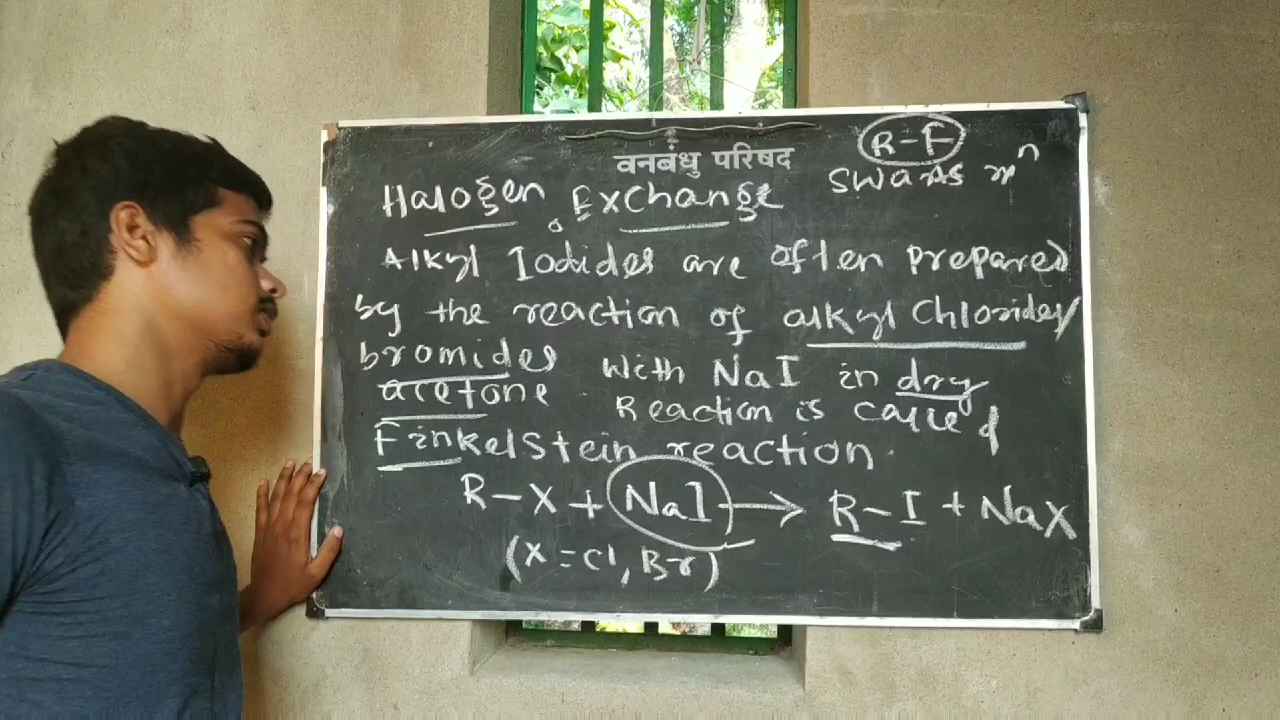 वनबंधु परिषद
R-F
Swarts rxⁿ
Halogen Exchange
Alkyl Iodides are often prepared
by the reaction of alkyl Chlorides/
bromides With NaI in dry
acetone. Reaction is called
Finkelstein reaction.
R-X + NaI → R-I + NaX
(X = Cl, Br)